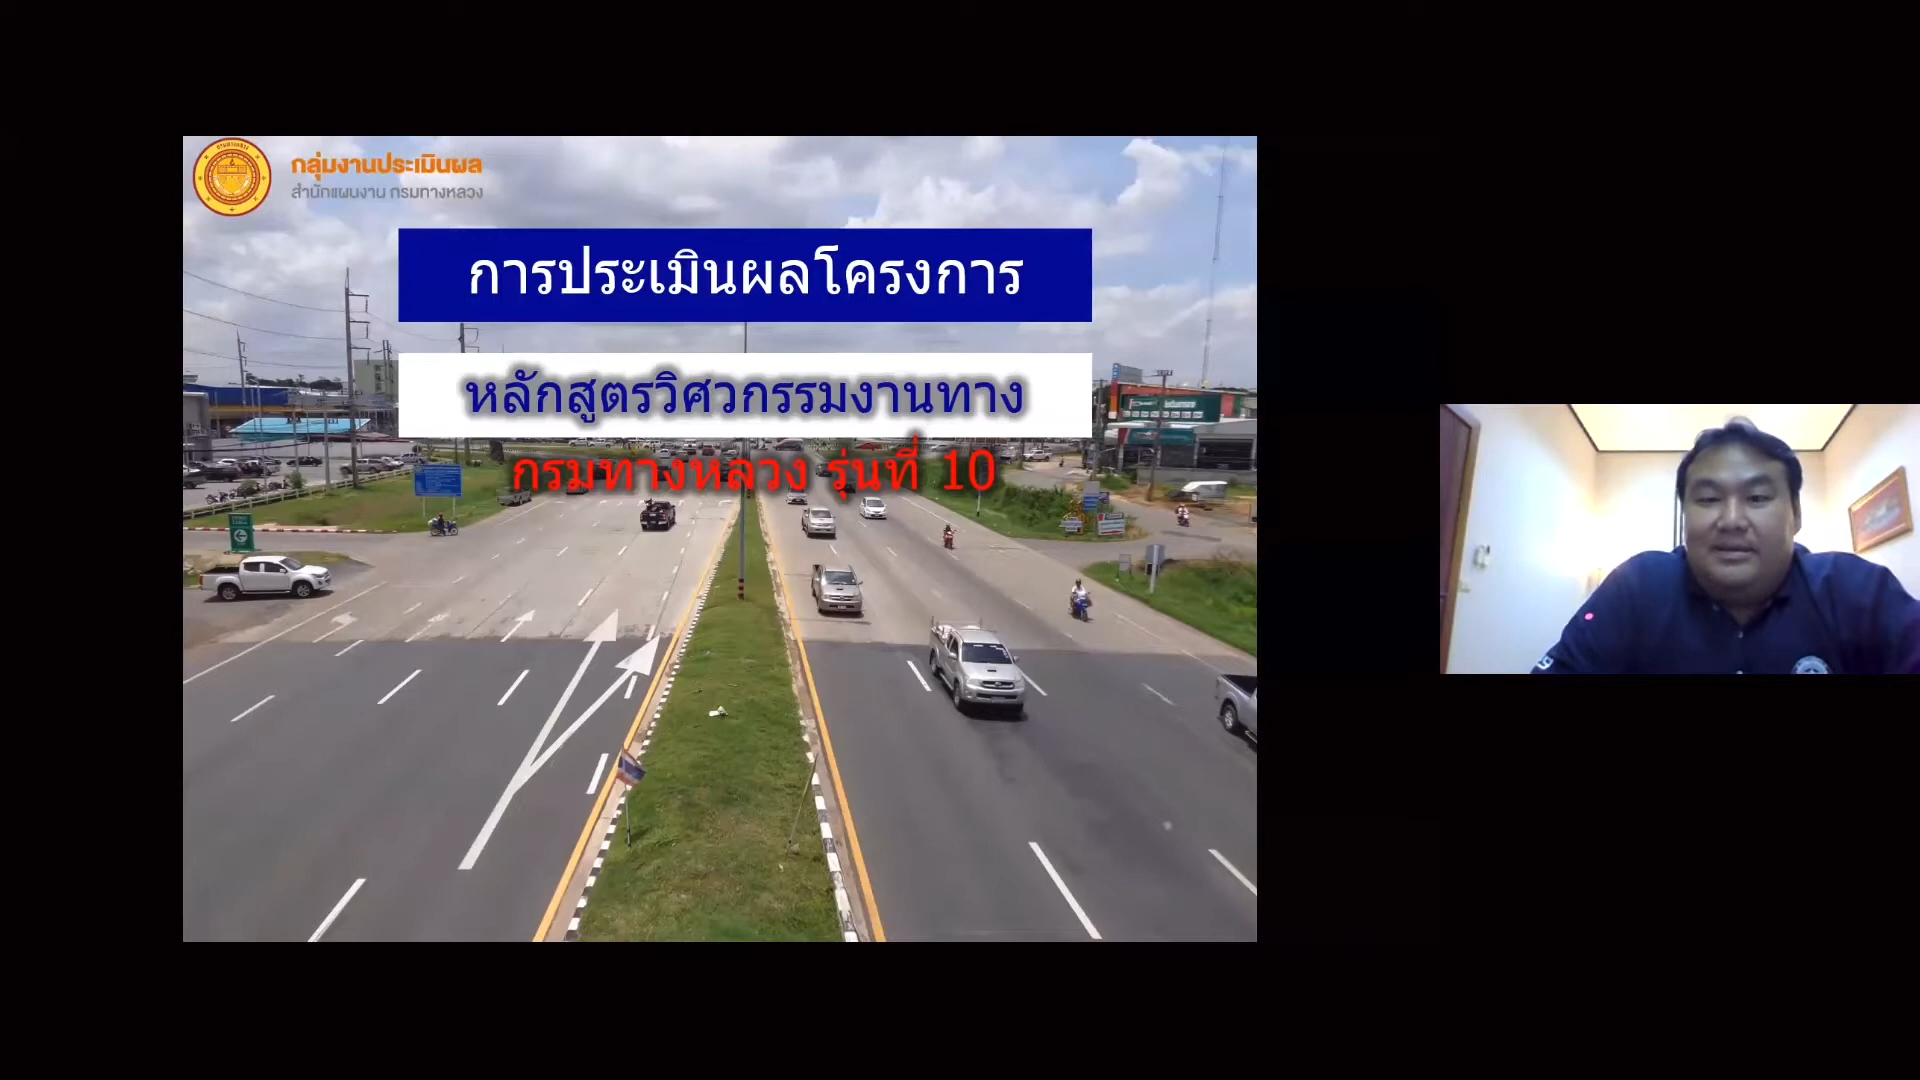 กลุ่มงานประเมินผล
สำนักแผนงาน กรมทางหลวง
การประเมินผลโครงการ
หลักสูตรวิศวกรรมงานทาง
กรมทางหลวง รุ่นที่ 10